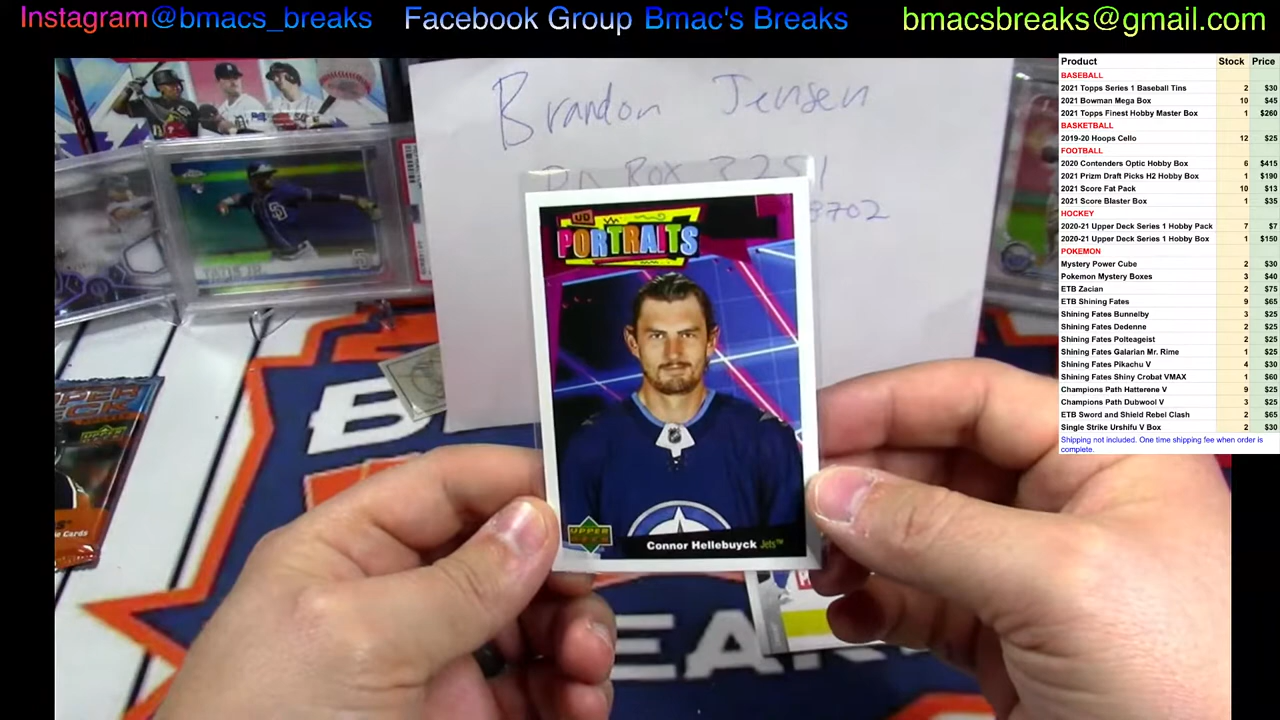 Instagram@bmacs_breaks Facebook Group Bmac's Breaks bmacsbreaks@gmail.com
Product Stock Price
BASEBALL
2021 Topps Series 1 Baseball Tins 2 $30
2021 Bowman Mega Box 10 $45
2021 Topps Finest Hobby Master Box 1 $260
BASKETBALL
2019-20 Hoops Cello 12 $25
FOOTBALL
2020 Contenders Optic Hobby Box 6 $415
2021 Prizm Draft Picks H2 Hobby Box 1 $190
2021 Score Fat Pack 10 $13
2021 Score Blaster Box 1 $35
HOCKEY
2020-21 Upper Deck Series 1 Hobby Pack 7 $7
2020-21 Upper Deck Series 1 Hobby Box 1 $150
POKEMON
Mystery Power Cube 2 $30
Pokemon Mystery Boxes 3 $40
ETB Zacian 2 $75
ETB Shining Fates 9 $65
Shining Fates Bunnelby 3 $25
Shining Fates Dedenne 2 $25
Shining Fates Polteageist 2 $25
Shining Fates Galarian Mr. Rime 1 $25
Shining Fates Pikachu V 4 $30
Shining Fates Shiny Crobat VMAX 1 $60
Champions Path Hatterene V 9 $25
Champions Path Dubwool V 3 $25
ETB Sword and Shield Rebel Clash 2 $65
Single Strike Urshifu V Box 2 $30
Shipping not included. One time shipping fee when order is
complete.
Brandon Jensen
PO Box 3251
8702
UD
PORTRAITS
UPPER
DECK
Connor Hellebuyck Jets™
TATIS JR.